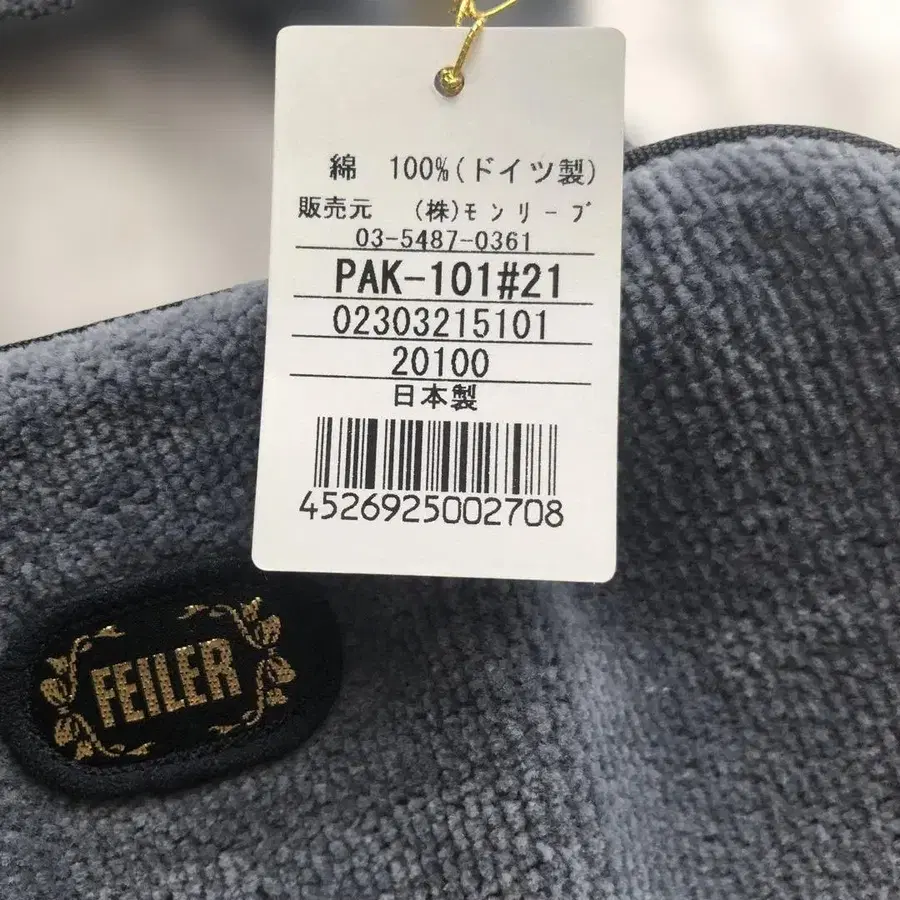 綿 100%(ドイツ製)
販売元 (株)モンリーブ
03-5487-0361
PAK-101#21
02303215101
20100
日本製
4526925002708
FEILER